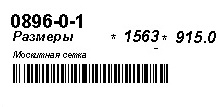 0896-0-1
Размеры * 1563 * 915.0
Москитная сетка